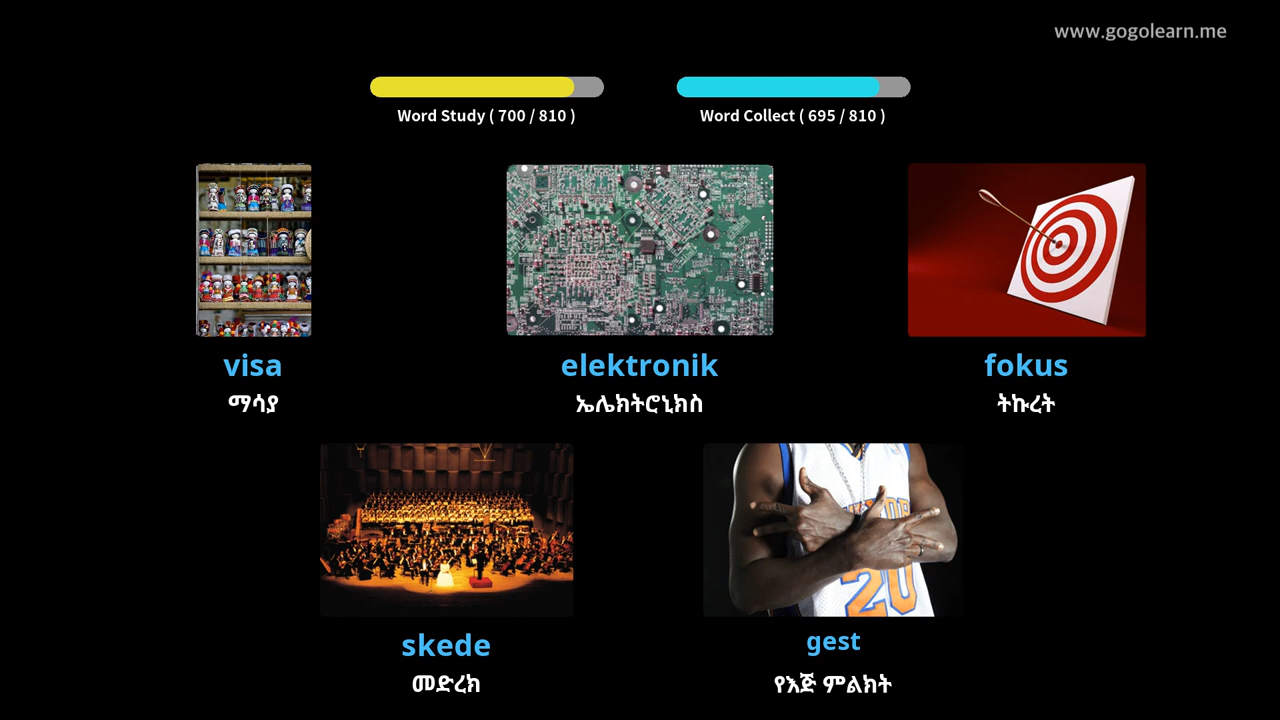 www.gogolearn.me
Word Study ( 700 / 810 )
Word Collect ( 695 / 810 )
visa
ማሳያ
elektronik
ኤሌክትሮኒክስ
fokus
ትኩረት
skede
መድረክ
gest
የእጅ ምልክት
20